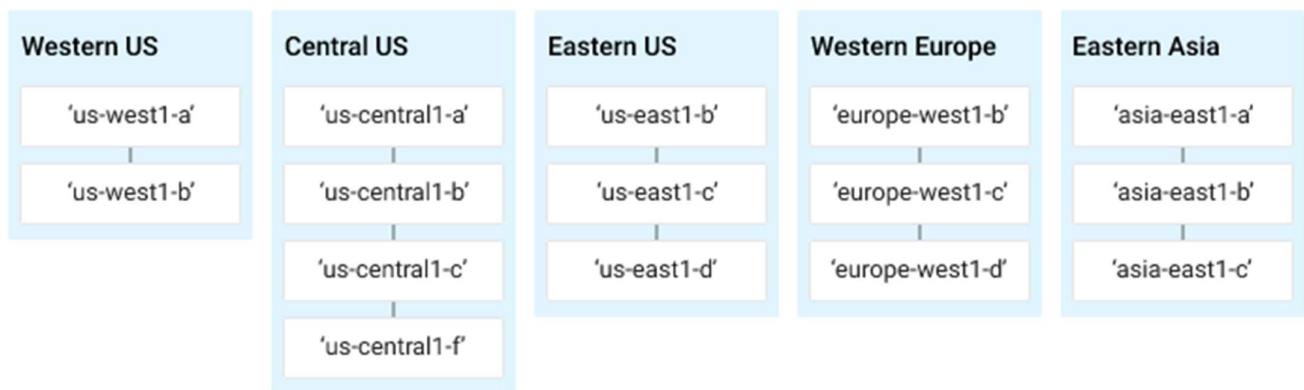 Western US
‘us-west1-a’
‘us-west1-b’
Central US
‘us-central1-a’
‘us-central1-b’
‘us-central1-c’
‘us-central1-f’
Eastern US
‘us-east1-b’
‘us-east1-c’
‘us-east1-d’
Western Europe
‘europe-west1-b’
‘europe-west1-c’
‘europe-west1-d’
Eastern Asia
‘asia-east1-a’
‘asia-east1-b’
‘asia-east1-c’